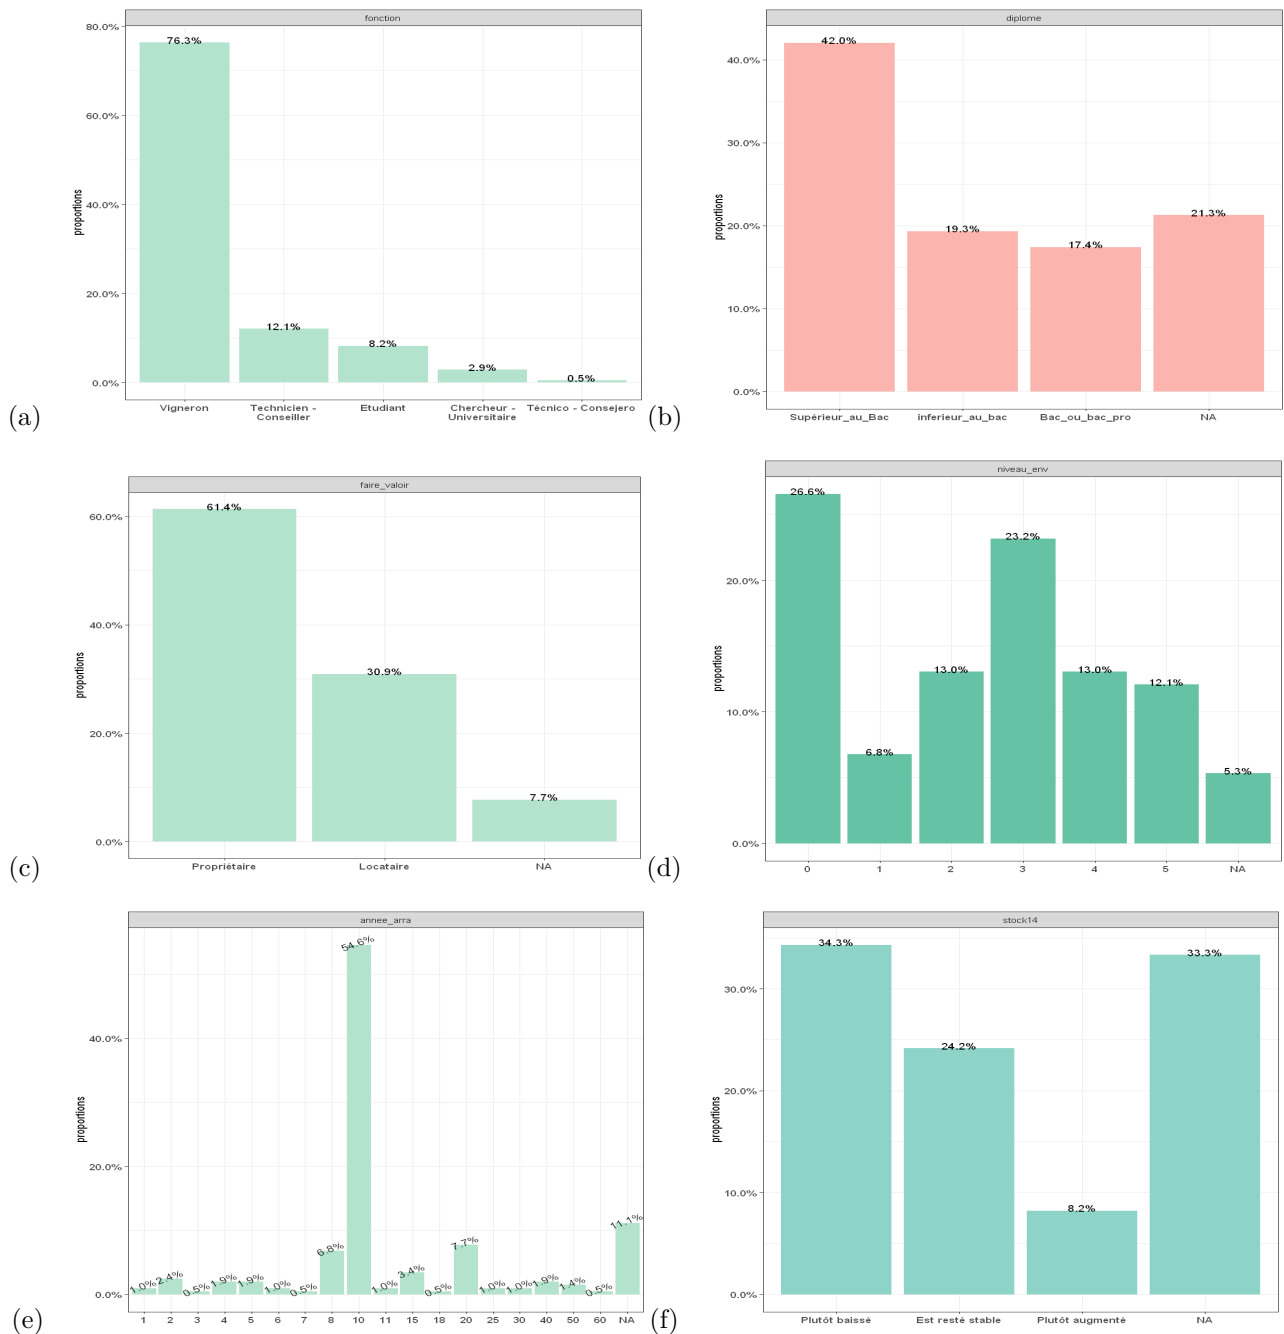 fonction
80.0%
60.0%
40.0%
20.0%
0.0%
proportions
76.3%
12.1%
8.2%
2.9%
0.5%
Vigneron
Technicien -
Conseiller
Etudiant
Chercheur -
Universitaire
Técnico - Consejero
(a)
diplome
40.0%
30.0%
20.0%
10.0%
0.0%
proportions
42.0%
19.3%
17.4%
21.3%
Supérieur_au_Bac
inferieur_au_bac
Bac_ou_bac_pro
NA
(b)
faire_valoir
60.0%
40.0%
20.0%
0.0%
proportions
61.4%
30.9%
7.7%
Propriétaire
Locataire
NA
(c)
niveau_env
20.0%
10.0%
0.0%
proportions
26.6%
6.8%
13.0%
23.2%
13.0%
12.1%
5.3%
0 1 2 3 4 5 NA
(d)
annee_arra
40.0%
20.0%
0.0%
proportions
1.0%
2.4%
0.5%
1.9%
1.9%
1.0%
0.5%
6.8%
54.6%
1.0%
3.4%
0.5%
7.7%
1.0%
1.0%
1.9%
1.4%
0.5%
11.1%
1 2 3 4 5 6 7 8 10 11 15 18 20 25 30 40 50 60 NA
(e)
stock14
30.0%
20.0%
10.0%
0.0%
proportions
34.3%
24.2%
8.2%
33.3%
Plutôt baissé
Est resté stable
Plutôt augmenté
NA
(f)